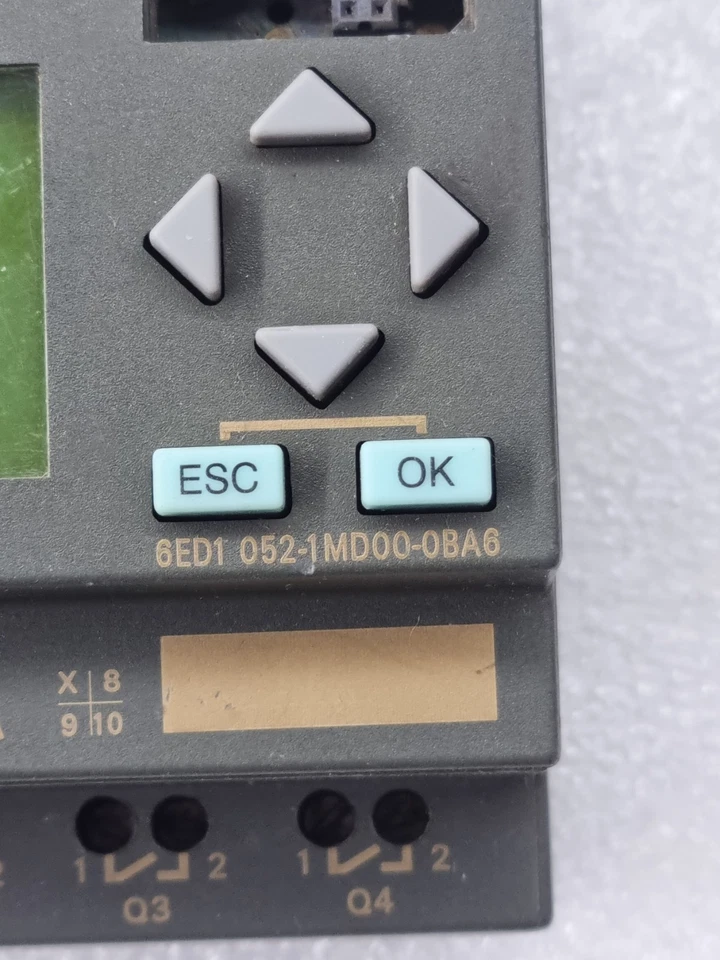 ESC OK
6ED1 052-1MD00-0BA6
X 8
9 10
1 2 1 2
Q3 Q4